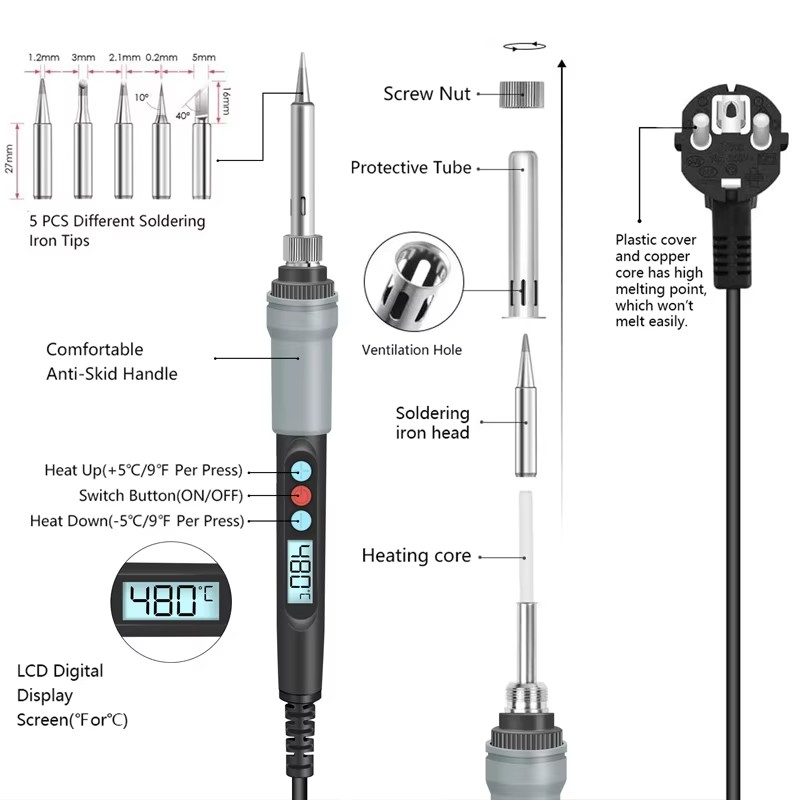 1.2mm 3mm 2.1mm 0.2mm 5mm
10°
40°
16mm
27mm
5 PCS Different Soldering
Iron Tips
Comfortable
Anti-Skid Handle
Heat Up(+5℃/9℉ Per Press)
Switch Button(ON/OFF)
Heat Down(-5℃/9℉ Per Press)
480℃
480°C
LCD Digital
Display
Screen(℉or℃)
Screw Nut
Protective Tube
Ventilation Hole
Soldering
iron head
Heating core
Plastic cover
and copper
core has high
melting point,
which won't
melt easily.